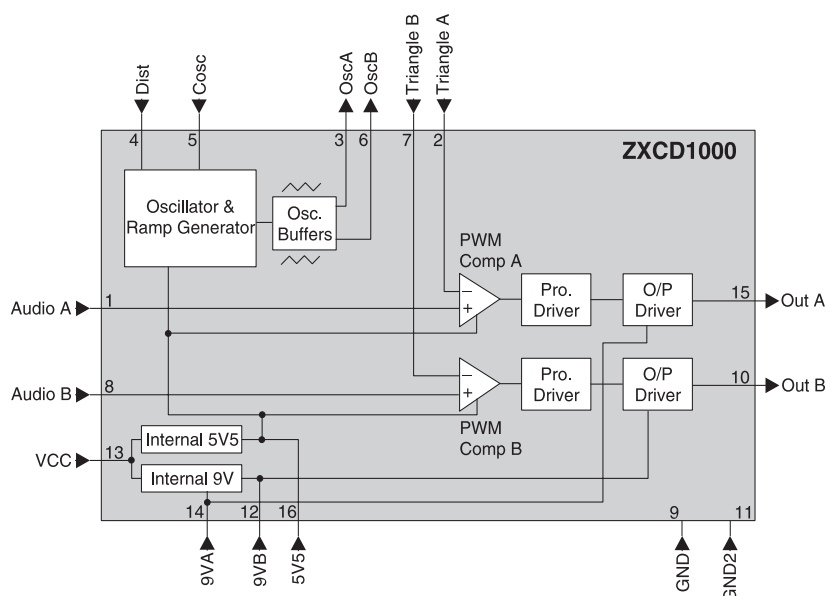 Dist
Cosc
OscA
OscB
Triangle B
Triangle A
4
5
3
6
7
2
ZXCD1000
Oscillator &
Ramp Generator
Osc.
Buffers
PWM
Comp A
Audio A
1
−
+
Pro.
Driver
O/P
Driver
15
Out A
Audio B
8
−
+
Pro.
Driver
O/P
Driver
10
Out B
PWM
Comp B
VCC
13
Internal 5V5
Internal 9V
14
12
16
9
11
9VA
9VB
5V5
GND
GND2